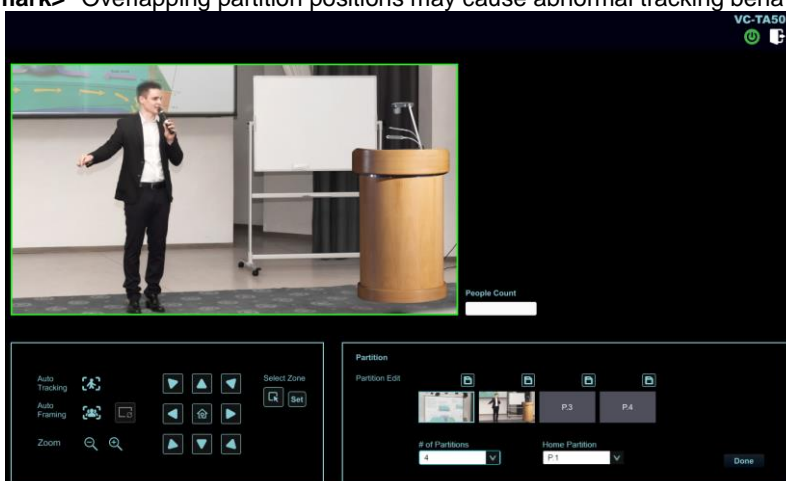 Overlapping partition positions may cause abnormal tracking
VC-TA50
People Count
Partition
Auto Tracking
Auto Framing
Zoom
Select Zone
Set
Partition Edit
P.3
P.4
# of Partitions
4
Home Partition
P.1
Done